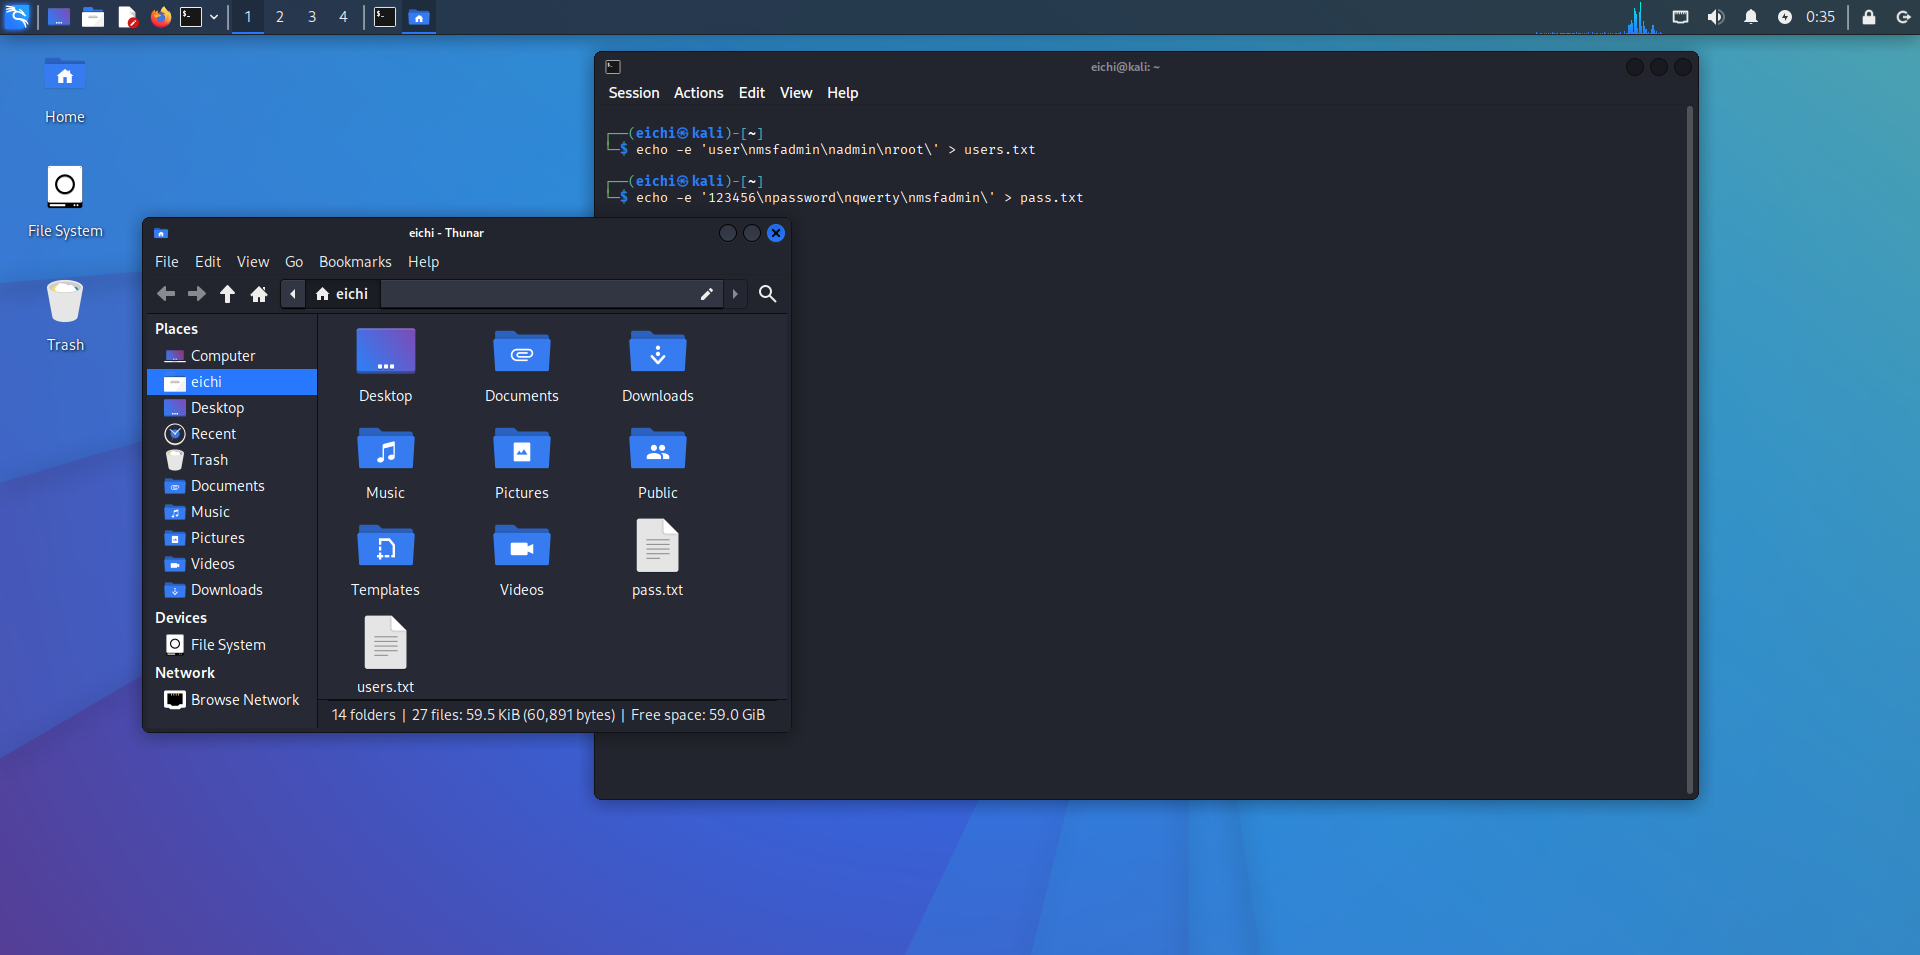 1 2 3 4 0:35
Home
File System
Trash
eichi@kali: ~
Session Actions Edit View Help
┌──(eichi㉿kali)-[~]
└─$ echo -e 'user\nmsfadmin\nadmin\nroot\' > users.txt
┌──(eichi㉿kali)-[~]
└─$ echo -e '123456\npassword\nqwerty\nmsfadmin\' > pass.txt
eichi - Thunar
File Edit View Go Bookmarks Help
eichi
Places
Computer
eichi
Desktop
Recent
Trash
Documents
Music
Pictures
Videos
Downloads
Devices
File System
Network
Browse Network
Desktop Documents Downloads
Music Pictures Public
Templates Videos pass.txt
users.txt
14 folders | 27 files: 59.5 KiB (60,891 bytes) | Free space: 59.0 GiB